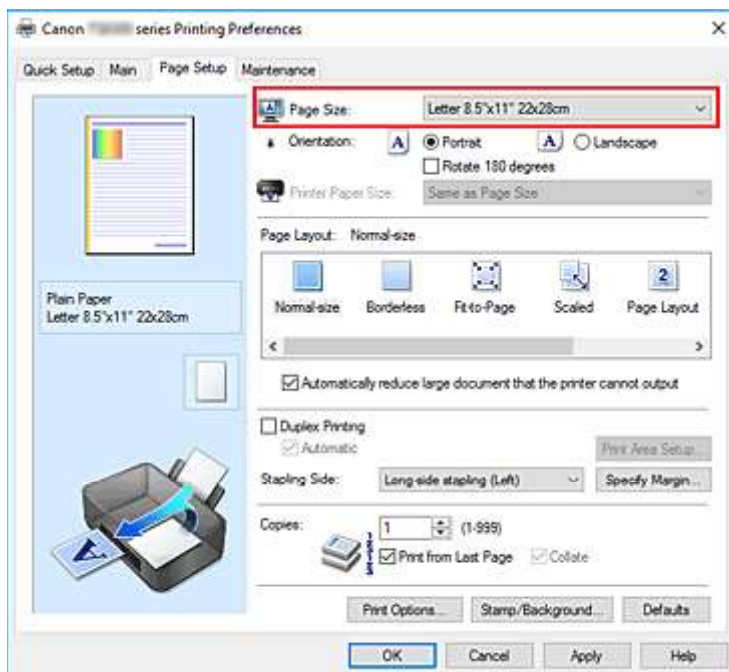 Canon series Printing Preferences
Quick Setup Main Page Setup Maintenance
Page Size: Letter 8.5"x11" 22x28cm
Orientation: A Portrait A Landscape
Rotate 180 degrees
Printer Paper Size: Same as Page Size
Page Layout: Normal-size
Plain Paper
Letter 8.5"x11" 22x28cm
2
Normal-size Borderless Fit-to-Page Scaled Page Layout
Automatically reduce large document that the printer cannot output
Duplex Printing
Automatic Print Area Setup...
Stapling Side: Long-side stapling (Left) Specify Margin...
Copies: 1 (1-999)
Print from Last Page Collate
Print Options... Stamp/Background... Defaults
OK Cancel Apply Help